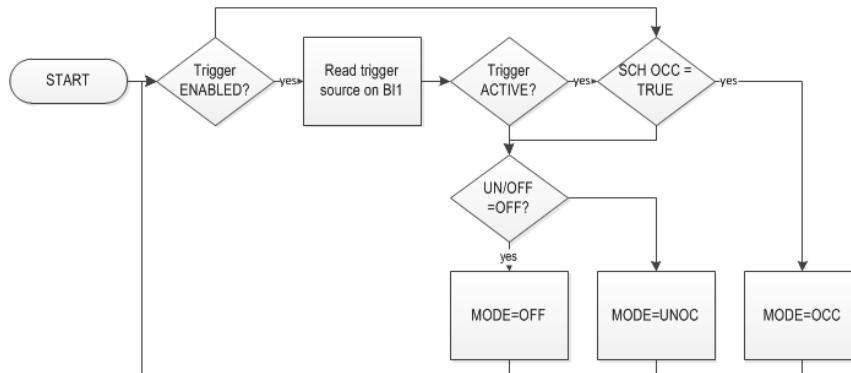 START
Trigger
ENABLED?
yes
Read trigger
source on BI1
Trigger
ACTIVE?
yes
SCH OCC =
TRUE
yes
UN/OFF
=OFF?
yes
MODE=OFF
MODE=UNOC
MODE=OCC